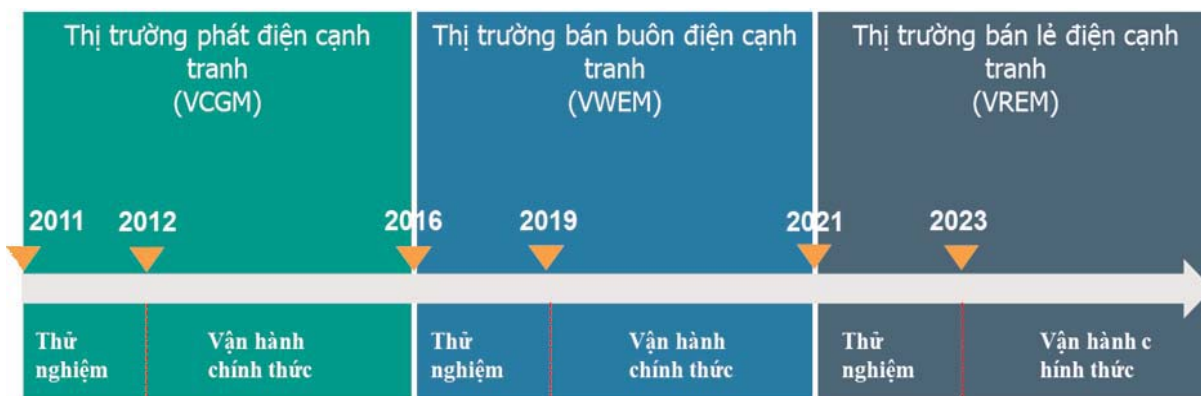 Thị trường phát điện cạnh
tranh
(VCGM)
Thị trường bán buôn điện cạnh
tranh
(VWEM)
Thị trường bán lẻ điện cạnh
tranh
(VREM)
2011
2012
2016
2019
2021
2023
Thử
nghiệm
Vận hành
chính thức
Thử
nghiệm
Vận hành
chính thức
Thử
nghiệm
Vận hành c
hính thức